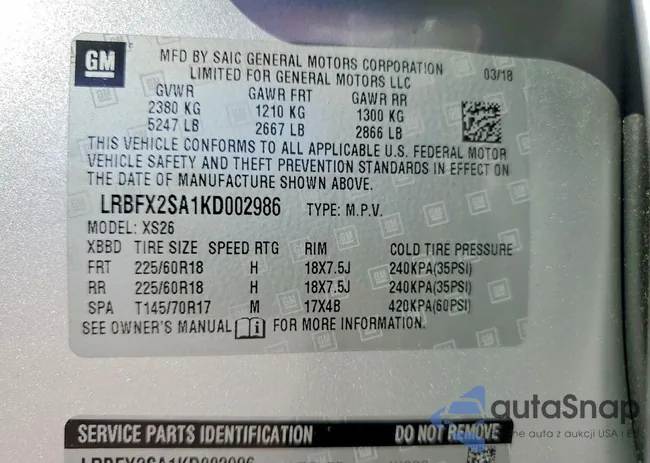 GM
MFD BY SAIC GENERAL MOTORS CORPORATION
LIMITED FOR GENERAL MOTORS LLC
03/18
GVWR GAWR FRT GAWR RR
2380 KG 1210 KG 1300 KG
5247 LB 2667 LB 2866 LB
THIS VEHICLE CONFORMS TO ALL APPLICABLE U.S. FEDERAL MOTOR
VEHICLE SAFETY AND THEFT PREVENTION STANDARDS IN EFFECT ON
THE DATE OF MANUFACTURE SHOWN ABOVE.
LRBFX2SA1KD002986 TYPE: M.P.V.
MODEL: XS26
XBBD TIRE SIZE SPEED RTG RIM COLD TIRE PRESSURE
FRT 225/60R18 H 18X7.5J 240KPA(35PSI)
RR 225/60R18 H 18X7.5J 240KPA(35PSI)
SPA T145/70R17 M 17X4B 420KPA(60PSI)
SEE OWNER'S MANUAL FOR MORE INFORMATION.
autaSnap
SERVICE PARTS IDENTIFICATION DO NOT REMOVE
auta z aukcji USA i
LRBFX2SA1KD002986